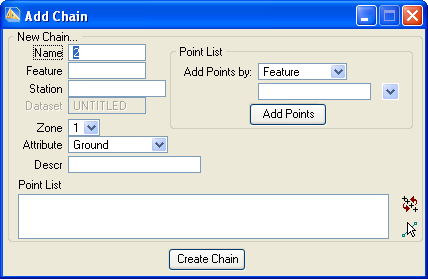 Add Chain
New Chain...
Name 2
Feature
Station
Dataset UNTITLED
Zone 1
Attribute Ground
Descr
Point List
Add Points by: Feature
Add Points
Point List
Create Chain